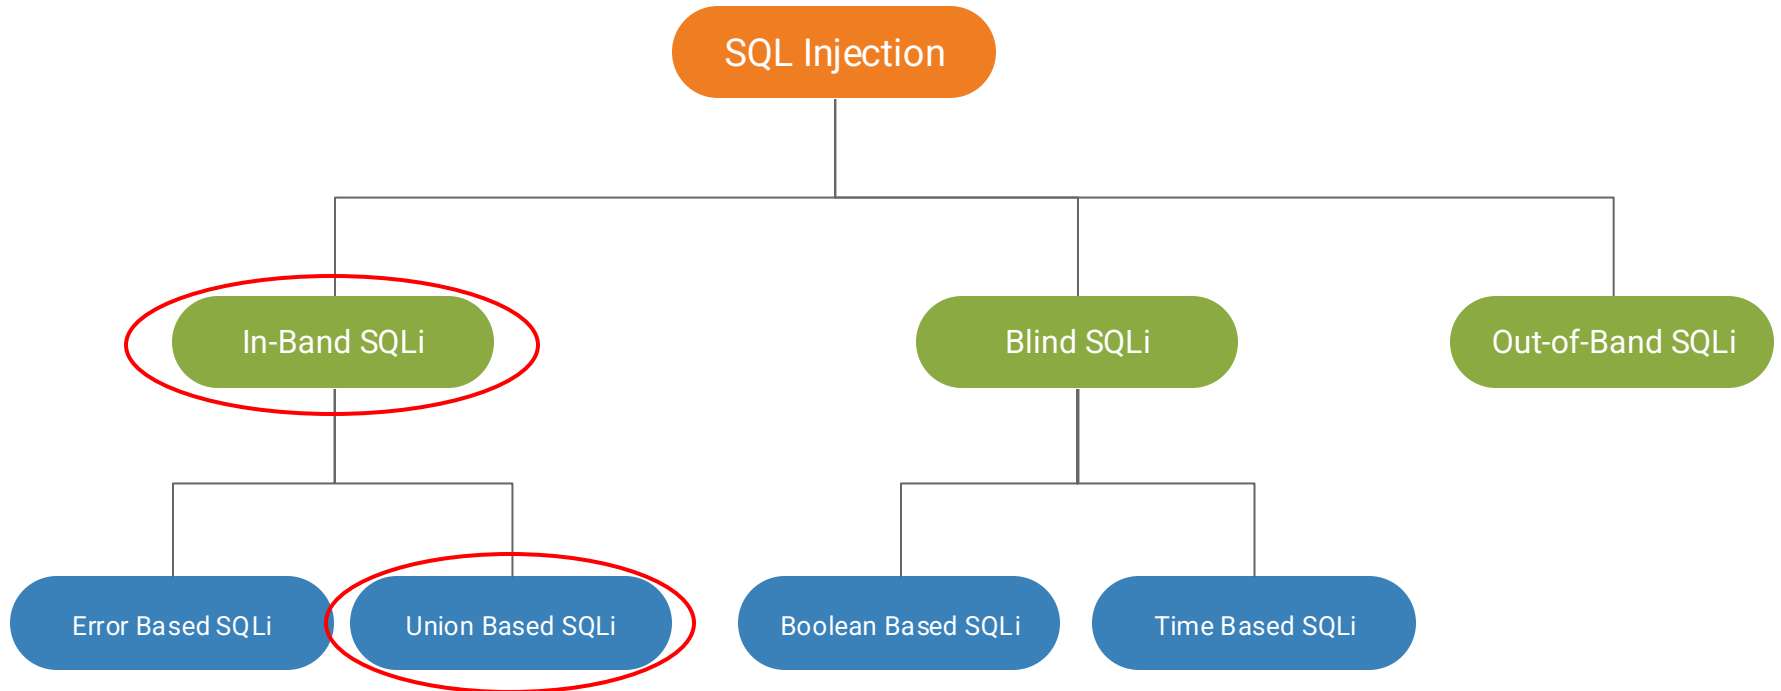 SQL Injection
In-Band SQLi
Blind SQLi
Out-of-Band SQLi
Error Based SQLi
Union Based SQLi
Boolean Based SQLi
Time Based SQLi